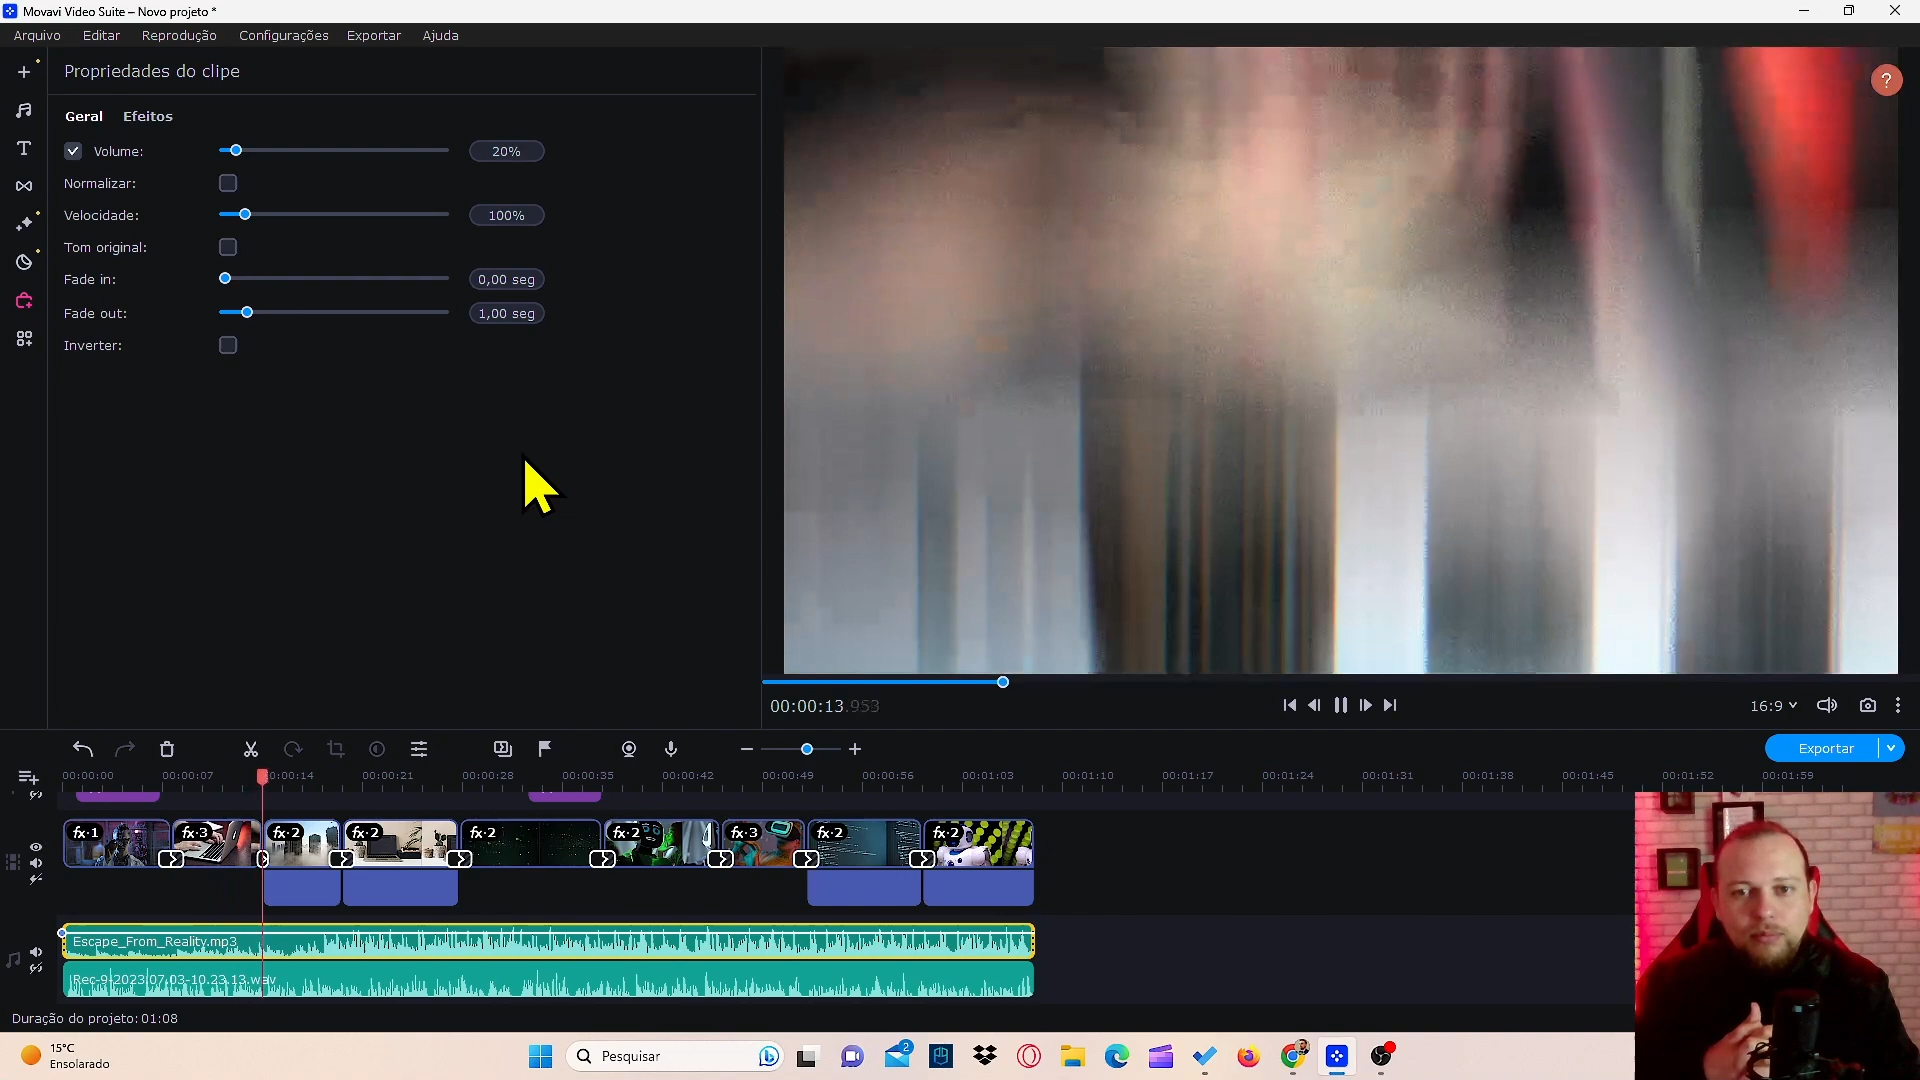 Movavi Video Suite – Novo projeto *
Arquivo Editar Reprodução Configurações Exportar Ajuda
Propriedades do clipe
?
Geral Efeitos
Volume: 20%
Normalizar:
Velocidade: 100%
Tom original:
Fade in: 0,00 seg
Fade out: 1,00 seg
Inverter:
00:00:13.953
16:9
Exportar
00:00:00 00:00:07 00:00:14 00:00:21 00:00:28 00:00:35 00:00:42 00:00:49 00:00:56 00:01:03 00:01:10 00:01:17 00:01:24 00:01:31 00:01:38 00:01:45 00:01:52 00:01:59
fx·1 fx·3 fx·2 fx·2 fx·2 fx·2 fx·3 fx·2 fx·2
Escape_From_Reality.mp3
Rec-9-2023.07.03-10.23.13.wav
Duração do projeto: 01:08
15°C
Ensolarado
Pesquisar
2